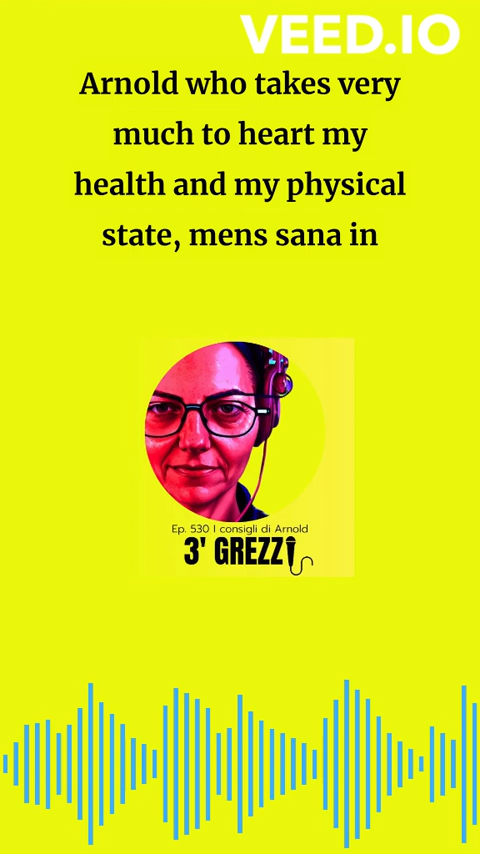 VEED.IO
Arnold who takes very
much to heart my
health and my physical
state, mens sana in
Ep. 530 I consigli di Arnold
3' GREZZI